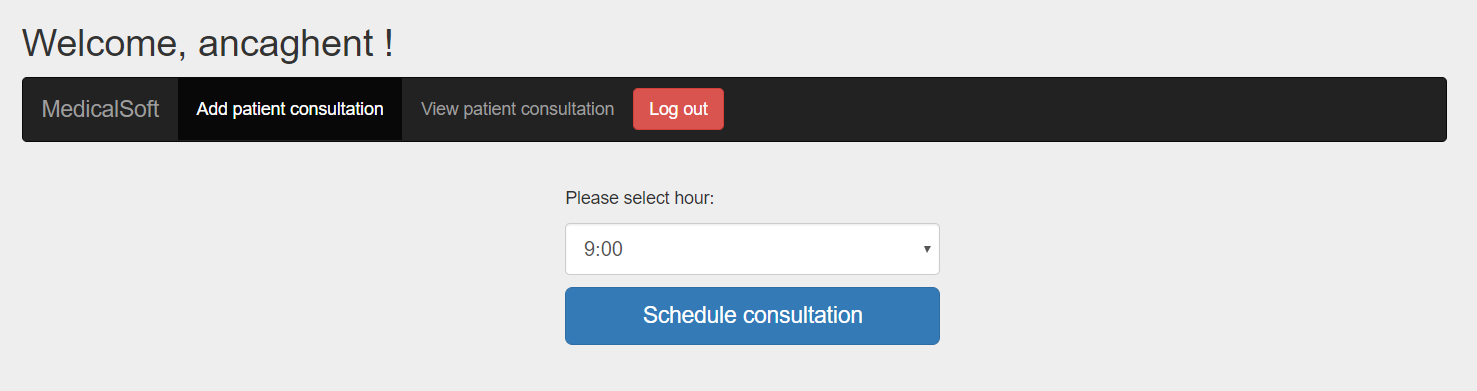 Welcome, ancaghent !
MedicalSoft Add patient consultation View patient consultation Log out
Please select hour:
9:00
Schedule consultation